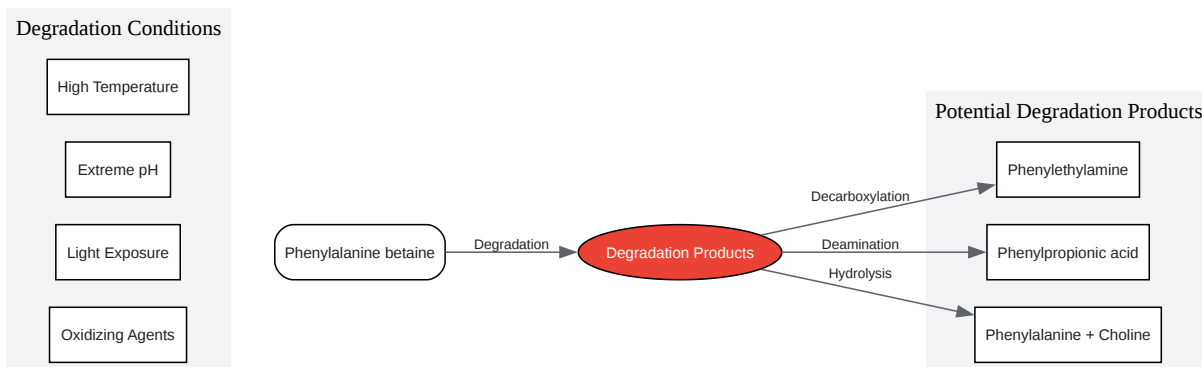 Degradation Conditions
High Temperature
Extreme pH
Light Exposure
Oxidizing Agents
Phenylalanine betaine
Degradation
Degradation Products
Decarboxylation
Deamination
Hydrolysis
Potential Degradation Products
Phenylethylamine
Phenylpropionic acid
Phenylalanine + Choline